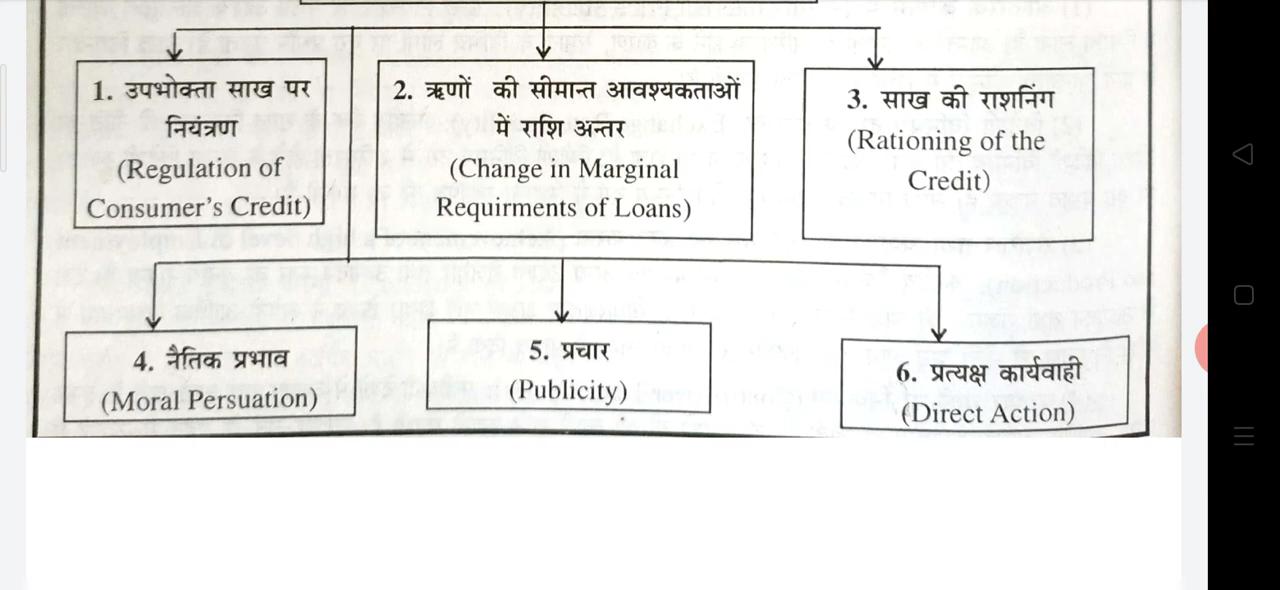 1. उपभोक्ता साख पर
नियंत्रण
(Regulation of
Consumer's Credit)
2. ऋणों की सीमान्त आवश्यकताओं
में राशि अन्तर
(Change in Marginal
Requirments of Loans)
3. साख की राशनिंग
(Rationing of the
Credit)
4. नैतिक प्रभाव
(Moral Persuation)
5. प्रचार
(Publicity)
6. प्रत्यक्ष कार्यवाही
(Direct Action)